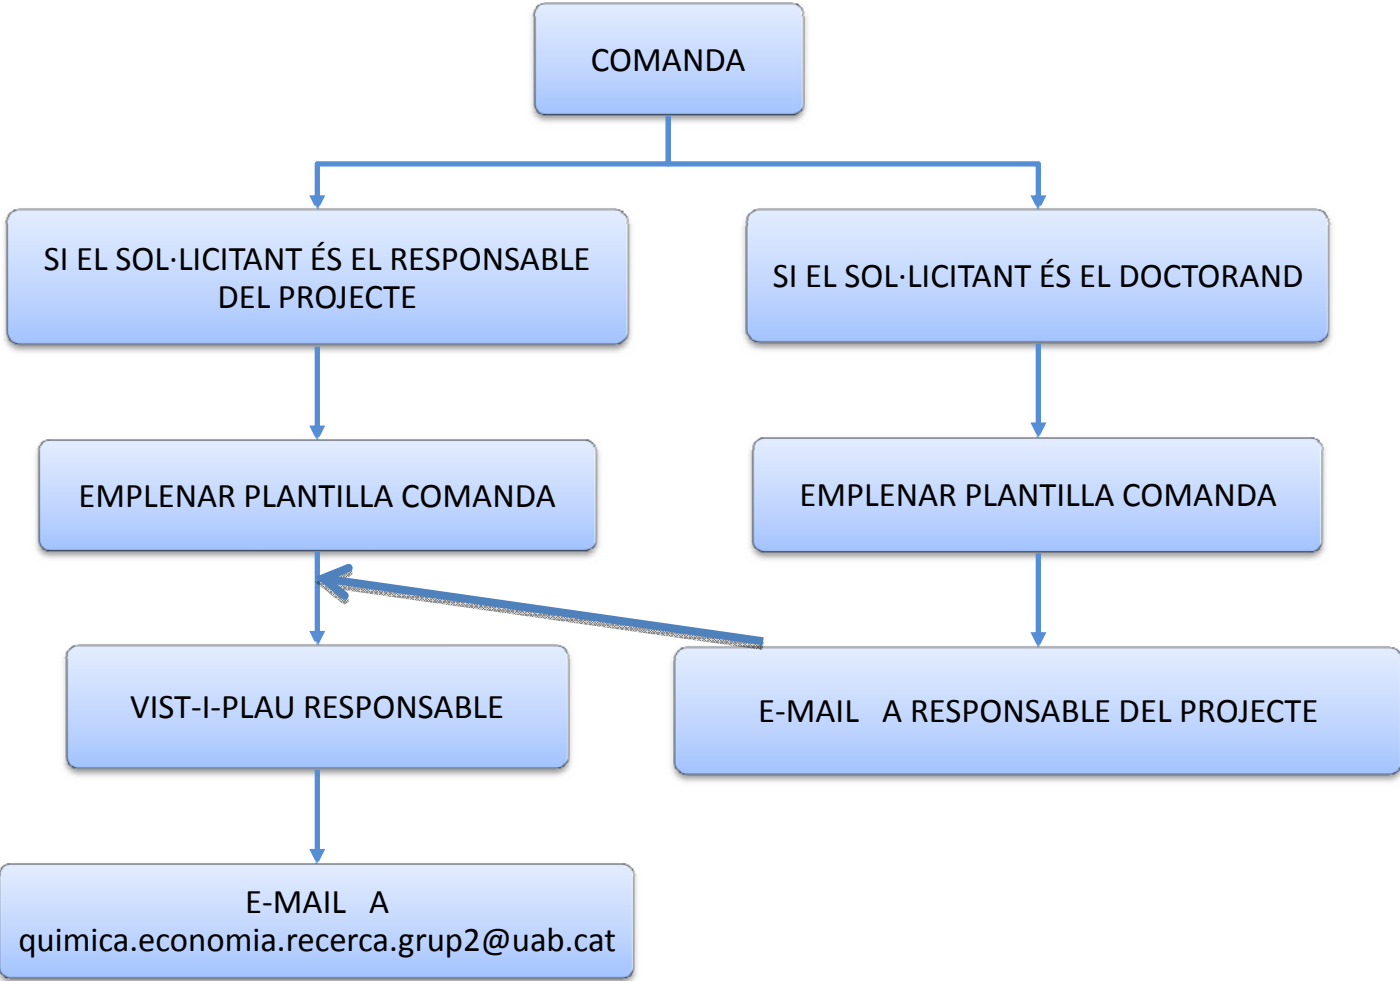 COMANDA
SI EL SOL·LICITANT ÉS EL RESPONSABLE
DEL PROJECTE
SI EL SOL·LICITANT ÉS EL DOCTORAND
EMPLENAR PLANTILLA COMANDA
EMPLENAR PLANTILLA COMANDA
VIST-I-PLAU RESPONSABLE
E-MAIL   A RESPONSABLE DEL PROJECTE
E-MAIL   A
quimica.economia.recerca.grup2@uab.cat